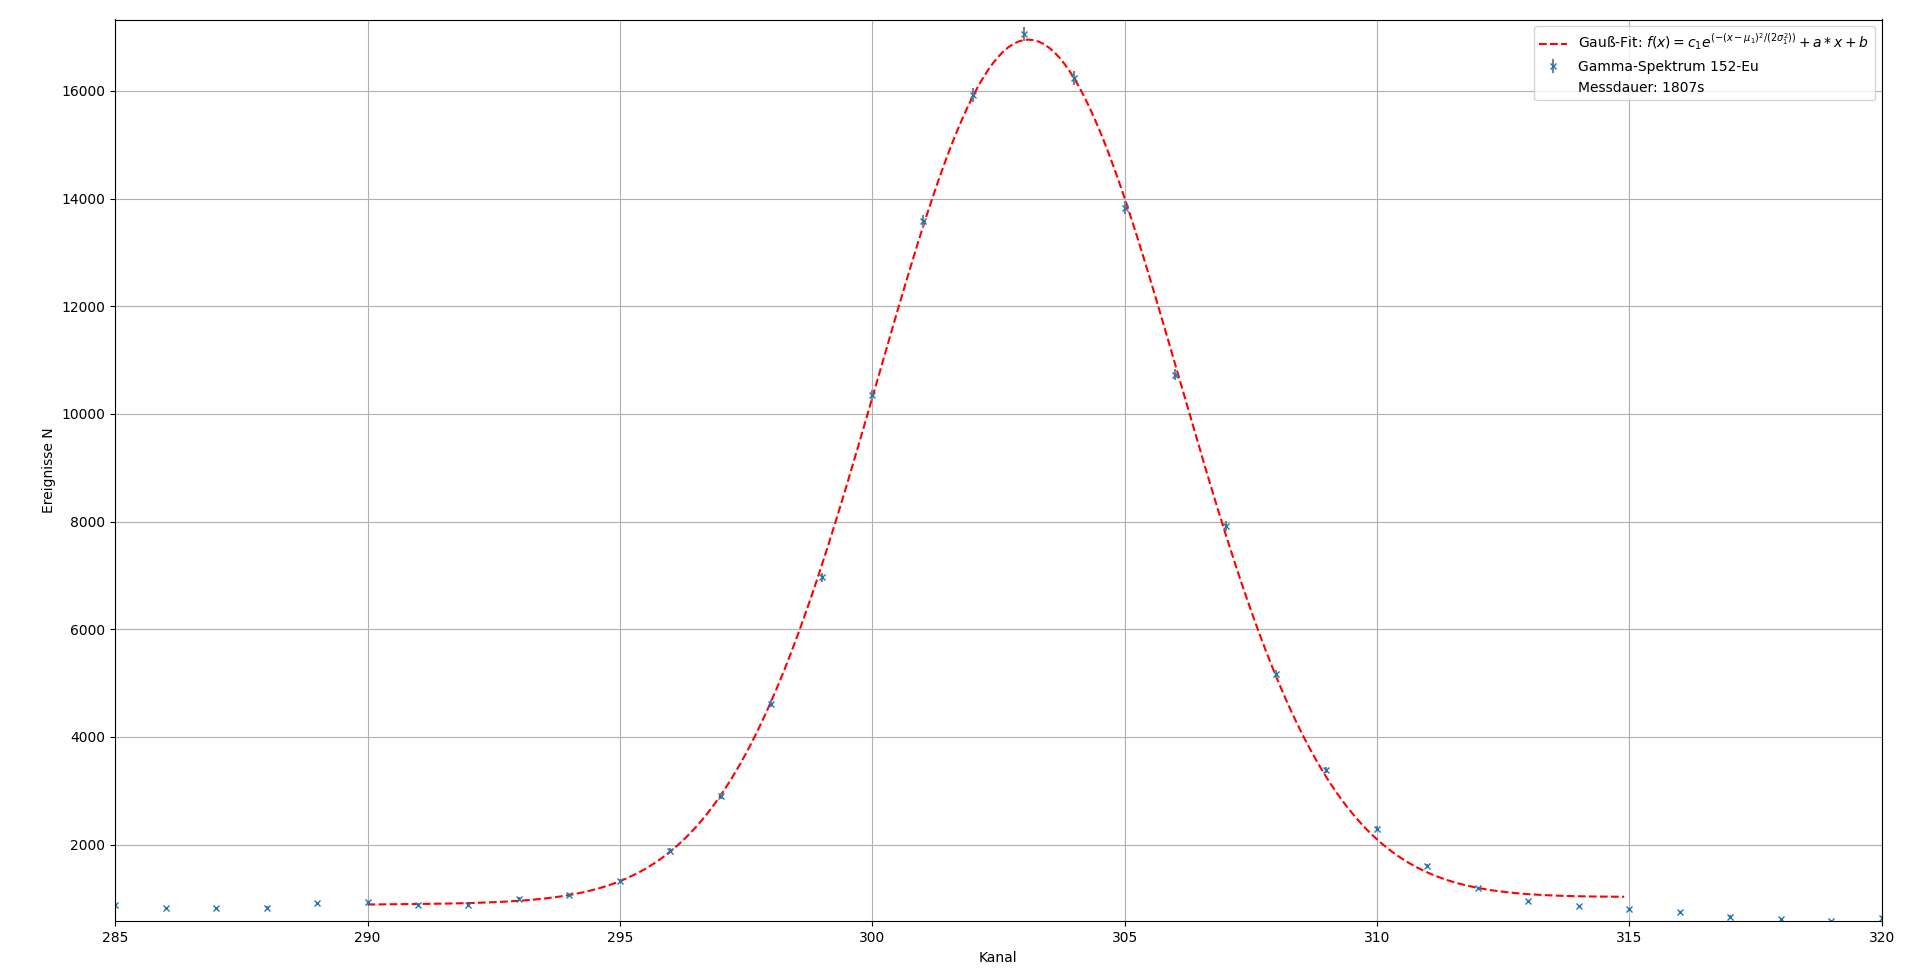 Gauß-Fit: f(x) = c₁e^(−(x−μ₁)²/(2σ₁²)) + a * x + b
Gamma-Spektrum 152-Eu
Messdauer: 1807s
16000
14000
12000
10000
8000
6000
4000
2000
Ereignisse N
285 290 295 300 305 310 315 320
Kanal